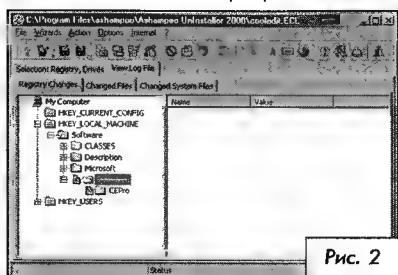 C:\Program Files\ashampoo\Ashampoo UnInstaller 2000\cooledit.ECL
File Wizards Action Options Internal ?
Selection: Registry, Drives View Log File
Registry Changes Changed Files Changed System Files
My Computer
Name Value
HKEY_CURRENT_CONFIG
HKEY_LOCAL_MACHINE
Software
CLASSES
Description
Microsoft
CEPro
HKEY_USERS
Status
Рис. 2